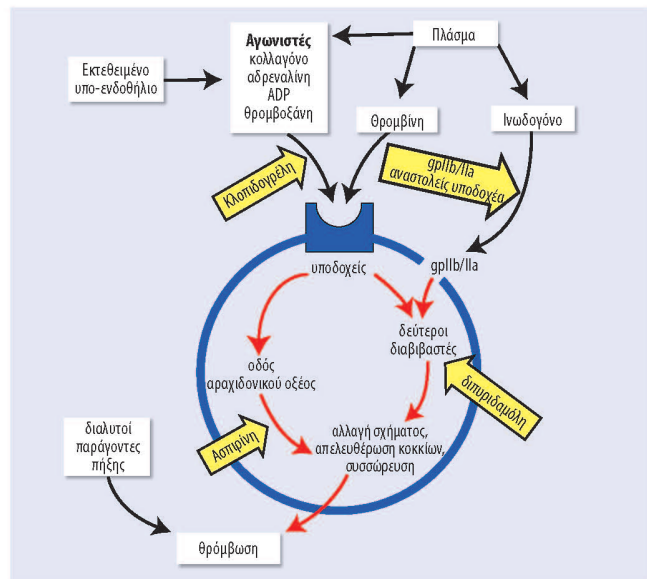 Πλάσμα
Αγωνιστές
κολλαγόνο
αδρεναλίνη
ADP
θρομβοξάνη
Εκτεθειμένο
υπο-ενδοθήλιο
Θρομβίνη
Ινωδογόνο
Κλοπιδογρέλη
gpIIb/IIa
αναστολείς υποδοχέα
υποδοχείς
gpIIb/IIa
δεύτεροι
διαβιβαστές
οδός
αραχιδονικού οξέος
διπυριδαμόλη
Ασπιρίνη
αλλαγή σχήματος,
απελευθέρωση κοκκίων,
συσσώρευση
διαλυτοί
παράγοντες
πήξης
θρόμβωση